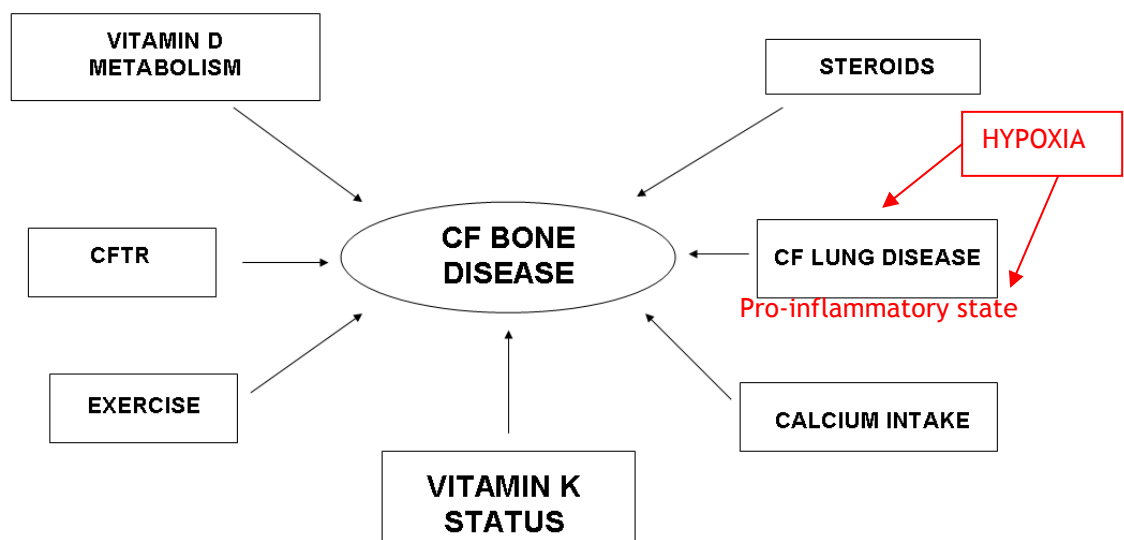 VITAMIN D
METABOLISM
STEROIDS
HYPOXIA
CF BONE
DISEASE
CFTR
CF LUNG DISEASE
Pro-inflammatory state
EXERCISE
CALCIUM INTAKE
VITAMIN K
STATUS